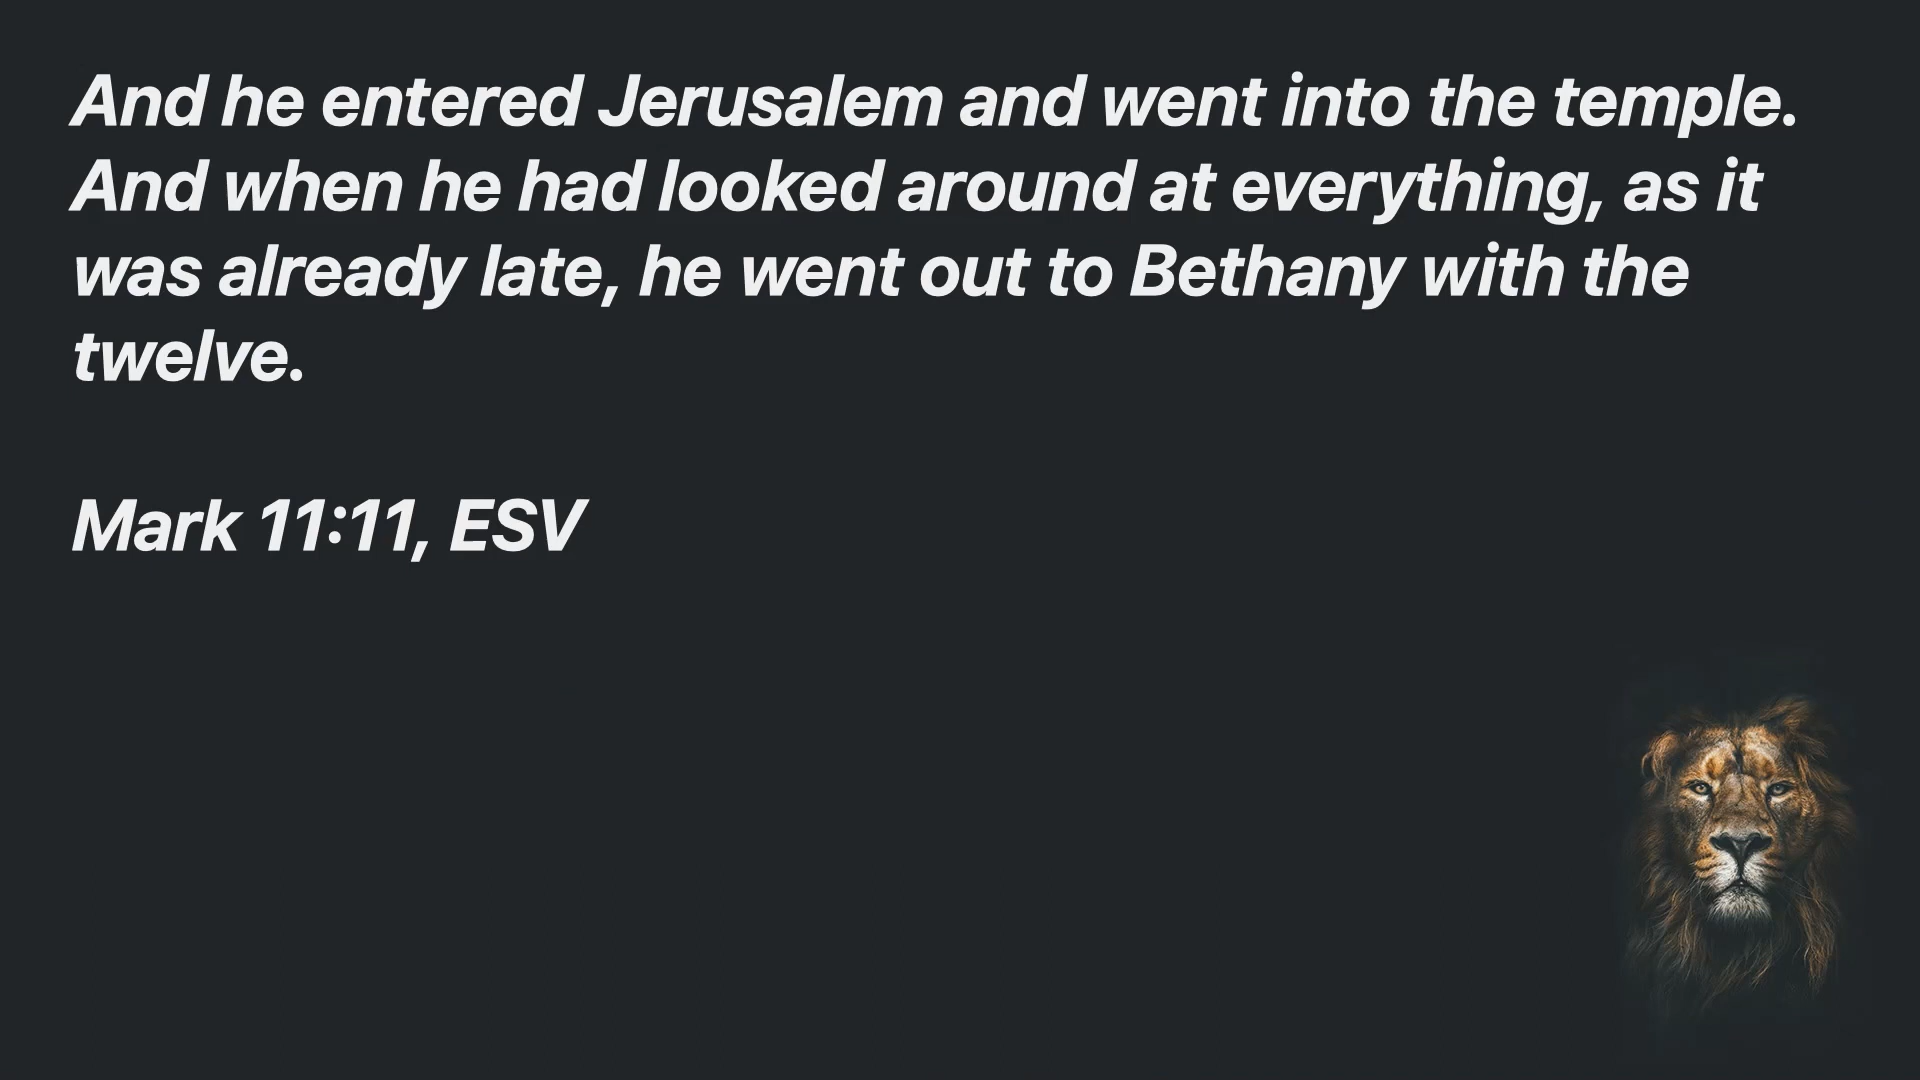 And he entered Jerusalem and went into the temple.
And when he had looked around at everything, as it
was already late, he went out to Bethany with the
twelve.
Mark 11:11, ESV